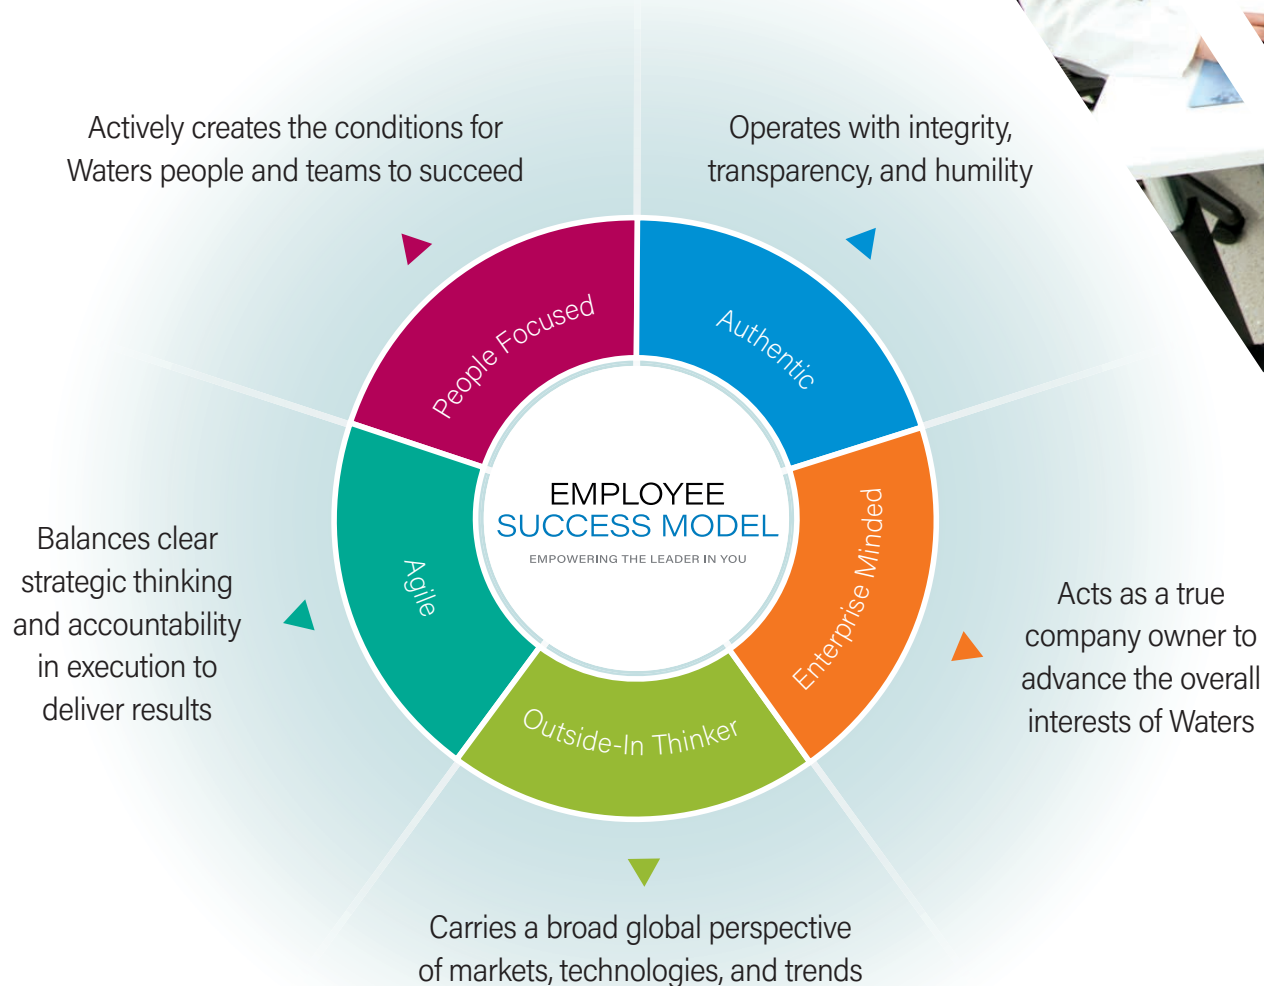 Actively creates the conditions for
Waters people and teams to succeed
Operates with integrity,
transparency, and humility
People Focused
Authentic
EMPLOYEE
SUCCESS MODEL
EMPOWERING THE LEADER IN YOU
Enterprise Minded
Agile
Outside-In Thinker
Balances clear
strategic thinking
and accountability
in execution to
deliver results
Acts as a true
company owner to
advance the overall
interests of Waters
Carries a broad global perspective
of markets, technologies, and trends